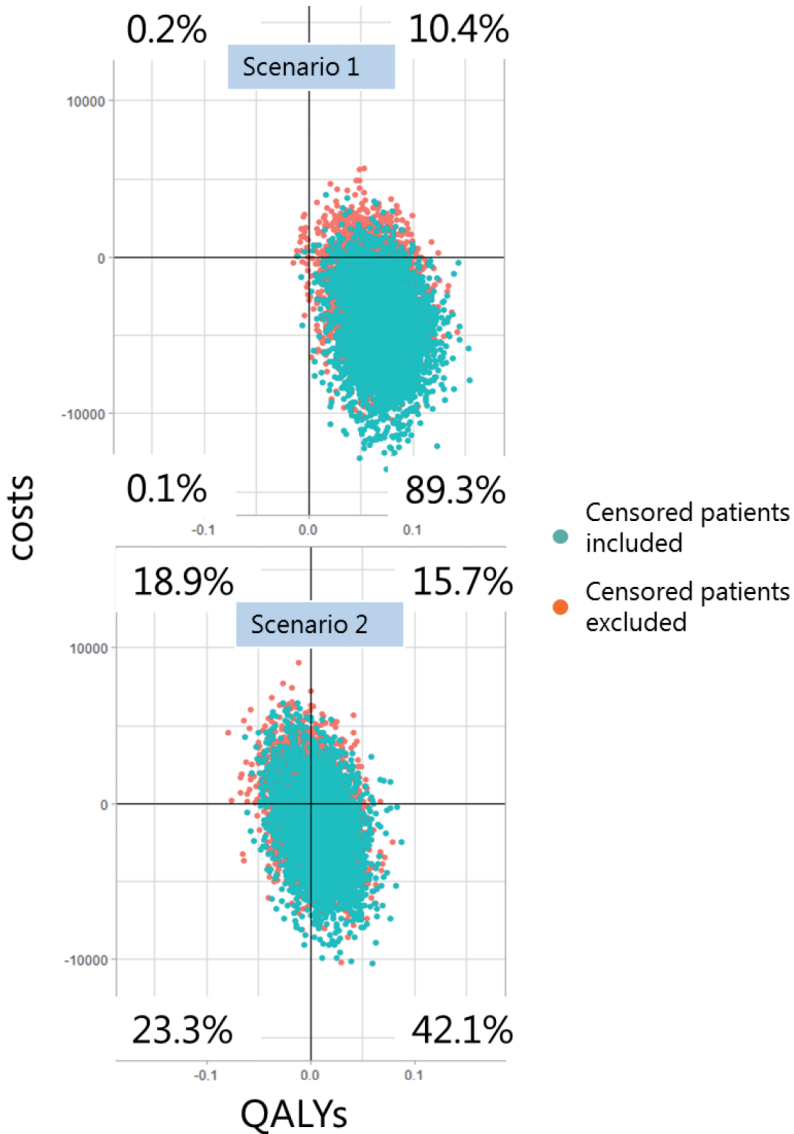 0.2% 10.4%
Scenario 1
10000
0
-10000
0.1% 89.3%
-0.1 0.0 0.1
costs
Censored patients
included
Censored patients
excluded
18.9% 15.7%
Scenario 2
10000
0
-10000
23.3% 42.1%
-0.1 0.0 0.1
QALYs